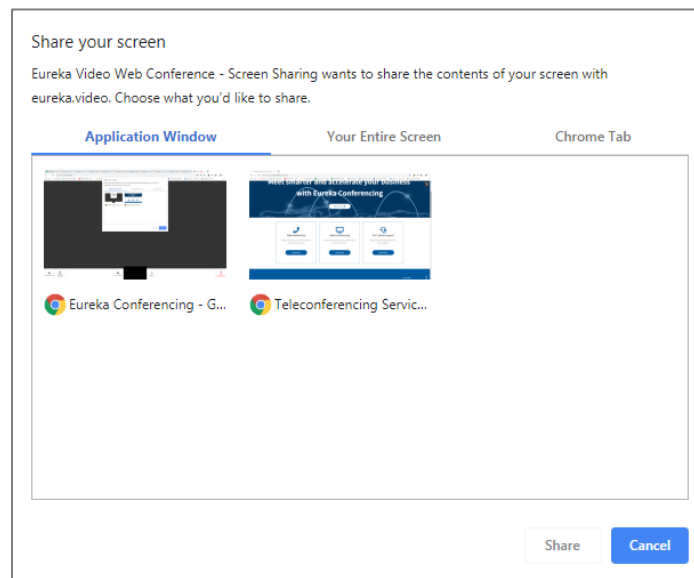 Share your screen
Eureka Video Web Conference - Screen Sharing wants to share the contents of your screen with
eureka.video. Choose what you'd like to share.
Application Window Your Entire Screen Chrome Tab
Meet smarter and accelerate your business
with Eureka Conferencing
Eureka Conferencing - G... Teleconferencing Servic...
Share Cancel